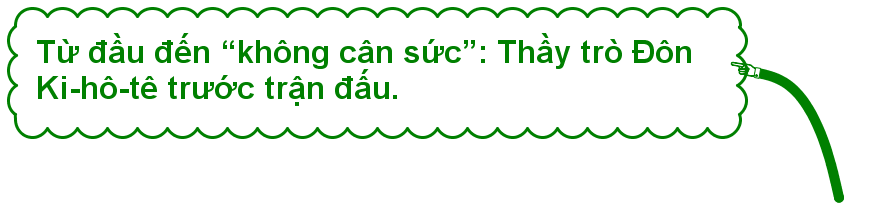 Từ đầu đến “không cân sức”: Thầy trò Đôn
Ki-hô-tê trước trận đấu.